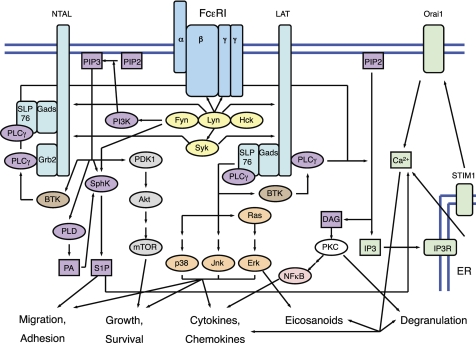 NTAL
FcεRI
LAT
Orai1
α
β
γ
γ
PIP3
PIP2
PIP2
SLP
76
Gads
PLCγ
PLCγ
Grb2
BTK
PI3K
Fyn
Lyn
Hck
Syk
SLP
76
Gads
PLCγ
PLCγ
BTK
Ca2+
STIM1
SphK
PDK1
Akt
mTOR
PLD
PA
S1P
Ras
p38
Jnk
Erk
DAG
PKC
NFκB
IP3
IP3R
ER
Migration,
Adhesion
Growth,
Survival
Cytokines,
Chemokines
Eicosanoids
Degranulation